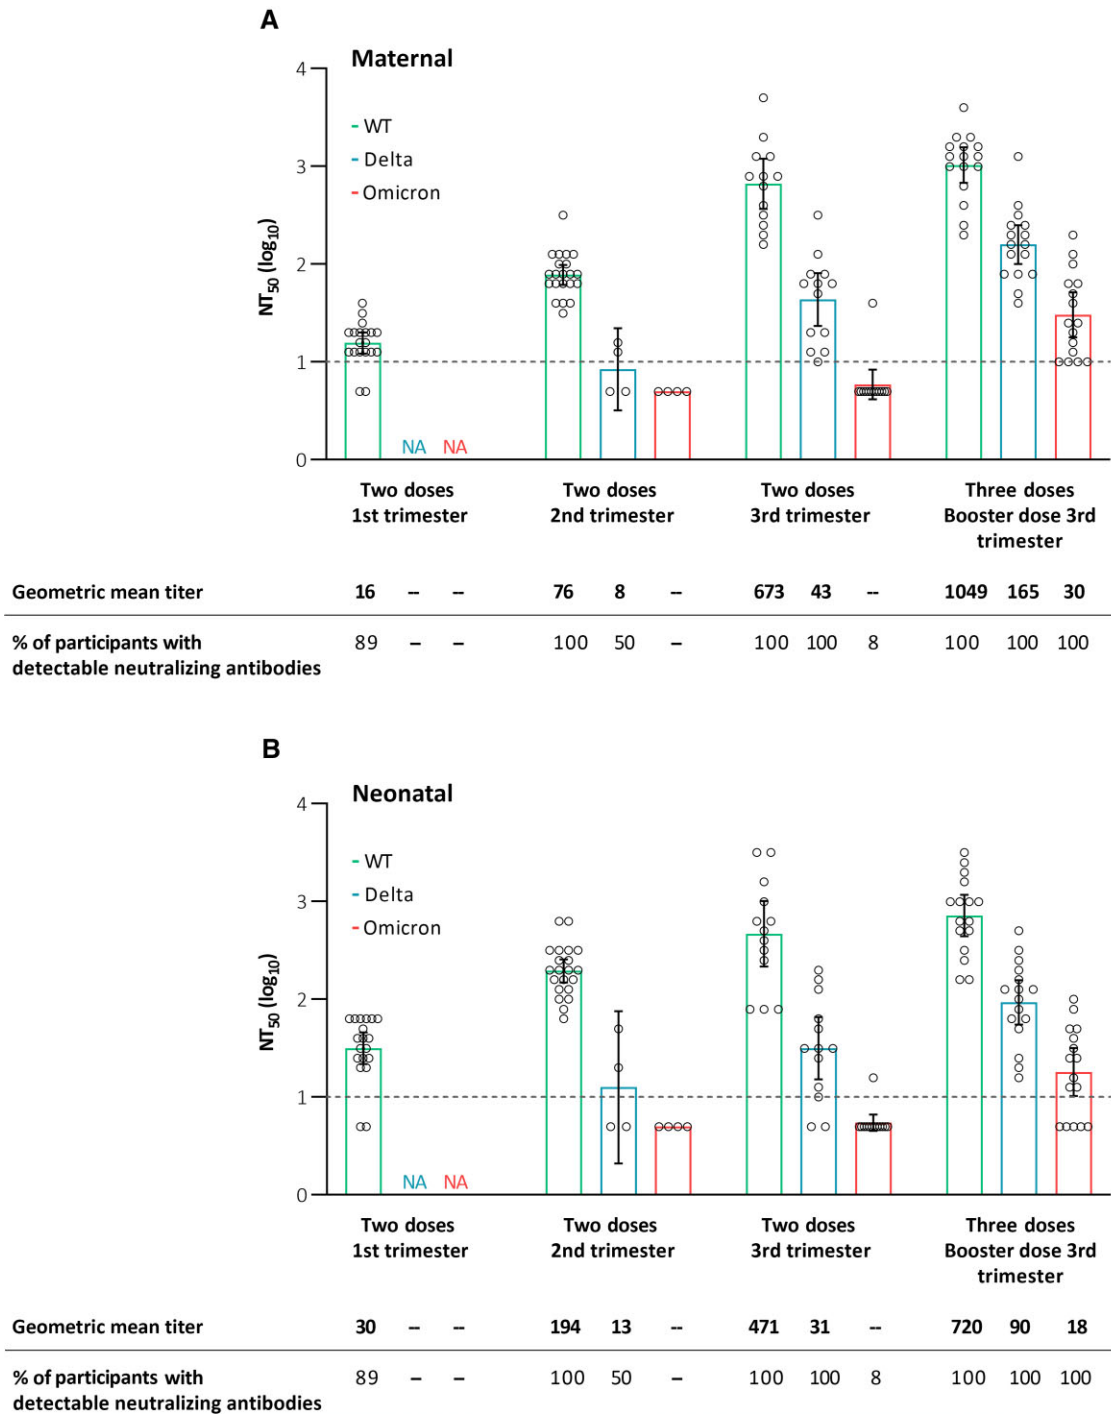 A
Maternal
4
3
2
1
0
NT50 (log10)
- WT
- Delta
- Omicron
NA NA
Two doses
1st trimester
Two doses
2nd trimester
Two doses
3rd trimester
Three doses
Booster dose 3rd
trimester
Geometric mean titer 16 -- -- 76 8 -- 673 43 -- 1049 165 30
% of participants with
detectable neutralizing antibodies 89 – – 100 50 – 100 100 8 100 100 100
B
Neonatal
4
3
2
1
0
NT50 (log10)
- WT
- Delta
- Omicron
NA NA
Two doses
1st trimester
Two doses
2nd trimester
Two doses
3rd trimester
Three doses
Booster dose 3rd
trimester
Geometric mean titer 30 -- -- 194 13 -- 471 31 -- 720 90 18
% of participants with
detectable neutralizing antibodies 89 – – 100 50 – 100 100 8 100 100 100